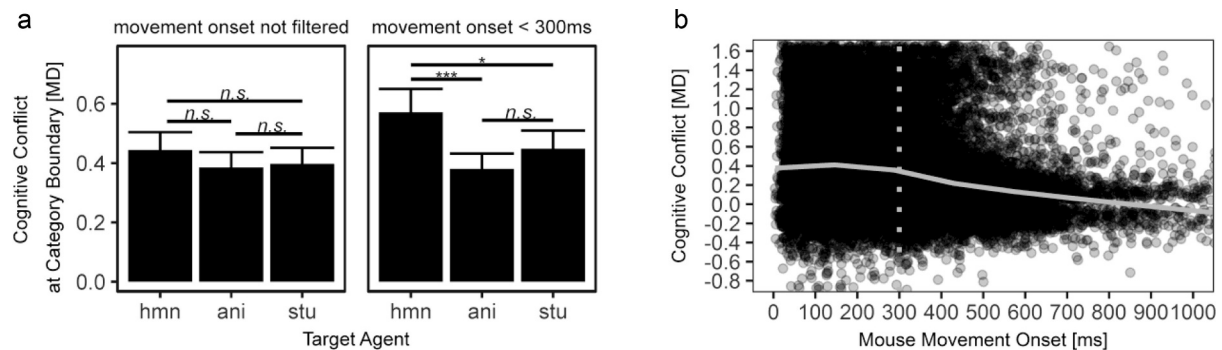 a
movement onset not filtered
movement onset < 300ms
Cognitive Conflict
at Category Boundary [MD]
0.6
0.4
0.2
0.0
n.s.
n.s.
n.s.
*
***
n.s.
hmn
ani
stu
hmn
ani
stu
Target Agent
b
Cognitive Conflict [MD]
1.6
1.4
1.2
1.0
0.8
0.6
0.4
0.2
0.0
-0.2
-0.4
-0.6
-0.8
0 100 200 300 400 500 600 700 800 900 1000
Mouse Movement Onset [ms]